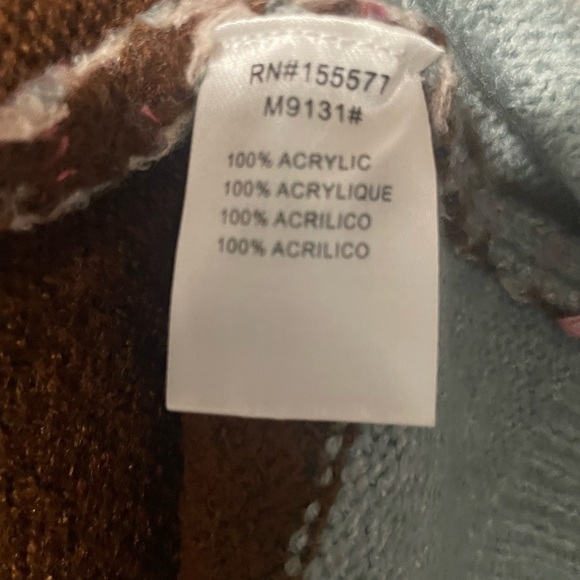 RN#155577
M9131#
100% ACRYLIC
100% ACRYLIQUE
100% ACRILICO
100% ACRILICO